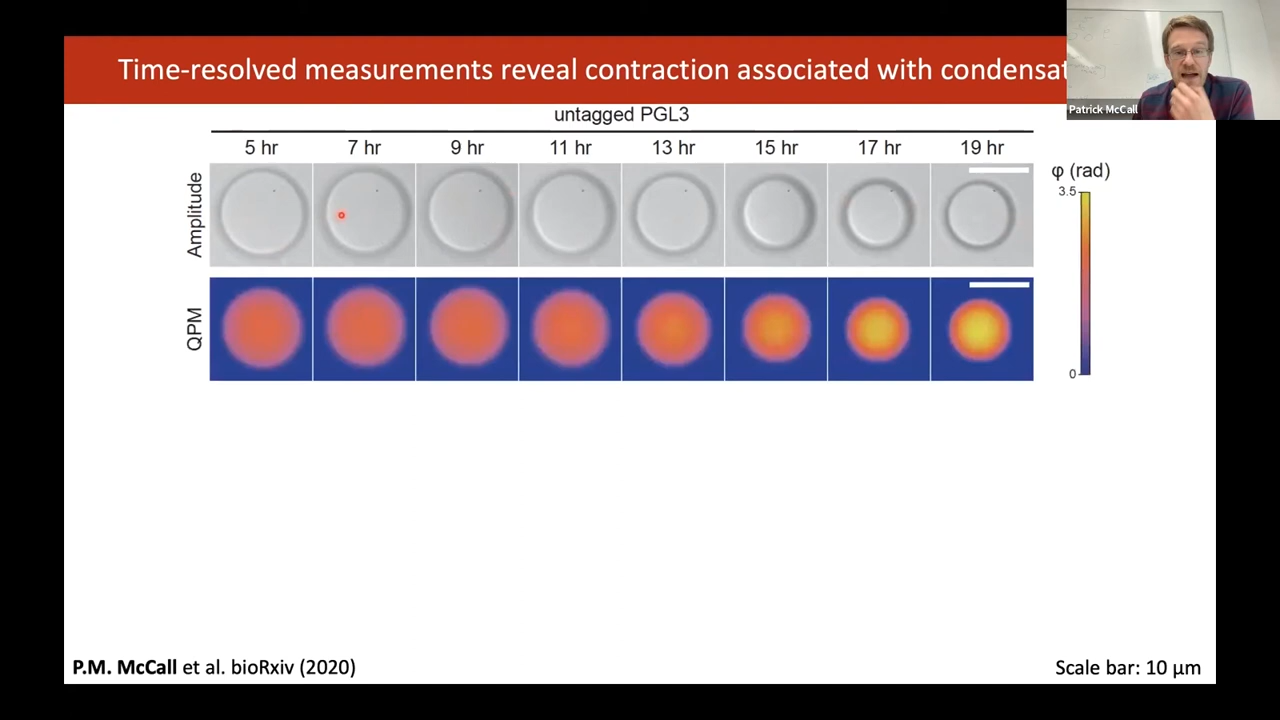 Time-resolved measurements reveal contraction associated with condensat
Patrick McCall
untagged PGL3
5 hr 7 hr 9 hr 11 hr 13 hr 15 hr 17 hr 19 hr
φ (rad)
3.5
Amplitude
QPM
0
P.M. McCall et al. bioRxiv (2020)
Scale bar: 10 µm